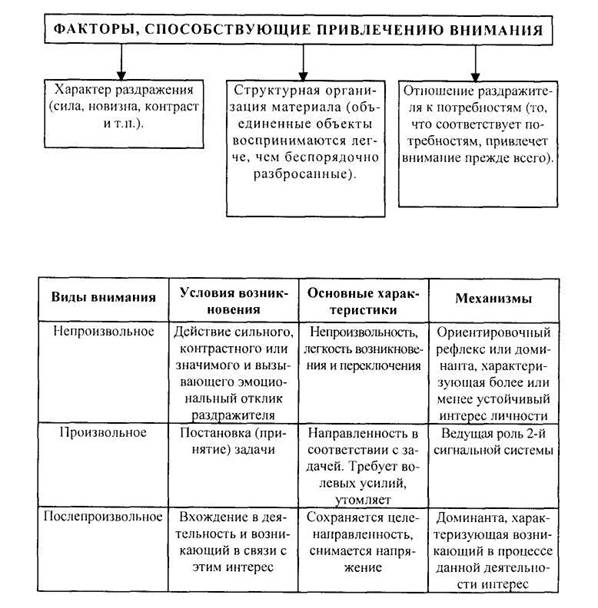 ФАКТОРЫ, СПОСОБСТВУЮЩИЕ ПРИВЛЕЧЕНИЮ ВНИМАНИЯ
Характер раздражения
(сила, новизна, контраст
и т.п.).
Структурная органи-
зация материала (объ-
единенные объекты
воспринимаются лег-
че, чем беспорядочно
разбросанные).
Отношение раздражите-
ля к потребностям (то,
что соответствует по-
требностям, привлечет
внимание прежде всего).
Виды внимания
Условия возник-
новения
Основные харак-
теристики
Механизмы
Непроизвольное
Действие сильного,
контрастного или
значимого и вызы-
вающего эмоцио-
нальный отклик
раздражителя
Непроизвольность,
легкость возникнове-
ния и переключения
Ориентировочный
рефлекс или доми-
нанта, характери-
зующая более или
менее устойчивый
интерес личности
Произвольное
Постановка (при-
нятие) задачи
Направленность в
соответствии с за-
дачей. Требует во-
левых усилий,
утомляет
Ведущая роль 2-й
сигнальной системы
Послепроизвольное
Вхождение в дея-
тельность и возни-
кающий в связи с
этим интерес
Сохраняется целе-
направленность,
снимается напря-
жение
Доминанта, харак-
теризующая возни-
кающий в процессе
данной деятельно-
сти интерес